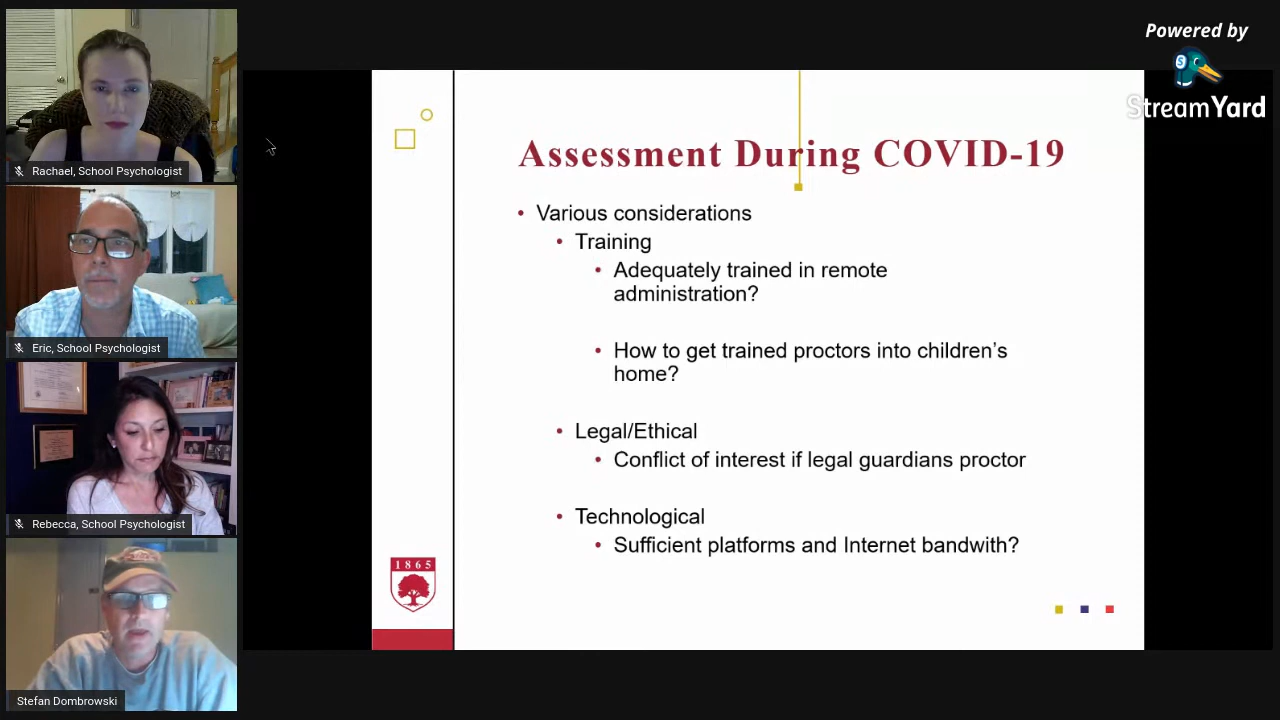 Powered by
StreamYard
Rachael, School Psychologist
Eric, School Psychologist
Rebecca, School Psychologist
Stefan Dombrowski
Assessment During COVID-19
• Various considerations
• Training
• Adequately trained in remote
administration?
• How to get trained proctors into children's
home?
• Legal/Ethical
• Conflict of interest if legal guardians proctor
• Technological
• Sufficient platforms and Internet bandwith?
1865